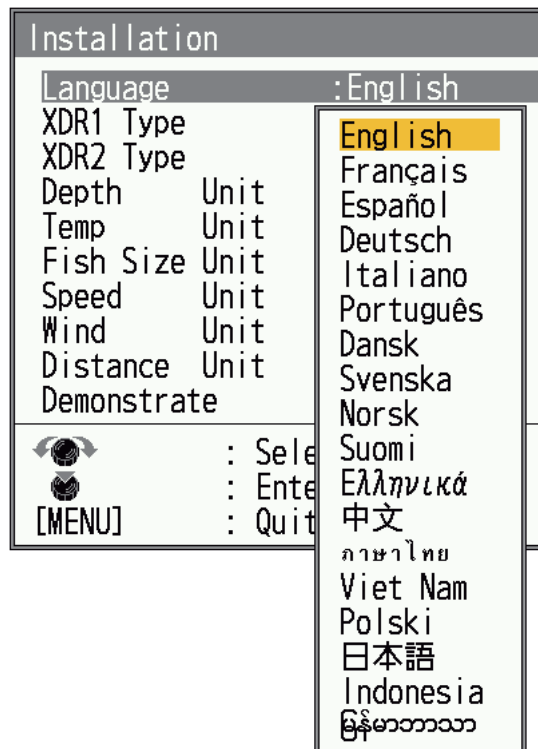 Installation
Language :English
XDR1 Type
XDR2 Type
Depth Unit
Temp Unit
Fish Size Unit
Speed Unit
Wind Unit
Distance Unit
Demonstrate
: Sele
: Ente
[MENU] : Quit
English
Français
Español
Deutsch
Italiano
Português
Dansk
Svenska
Norsk
Suomi
Ελληνικά
中文
ภาษาไทย
Viet Nam
Polski
日本語
Indonesia
မြန်မာဘာသာ